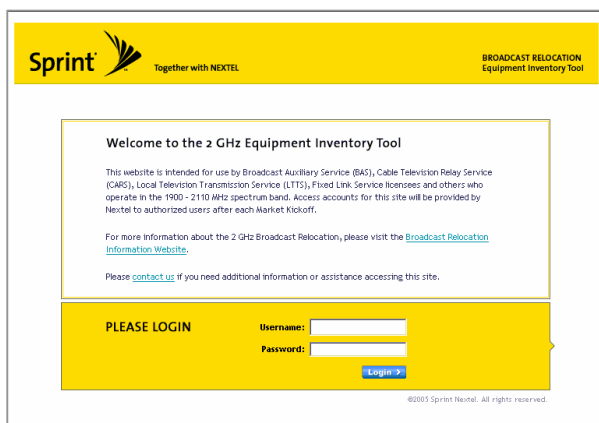 Sprint
Together with NEXTEL
BROADCAST RELOCATION
Equipment Inventory Tool
Welcome to the 2 GHz Equipment Inventory Tool
This website is intended for use by Broadcast Auxiliary Service (BAS), Cable Television Relay Service
(CARS), Local Television Transmission Service (LTTS), Fixed Link Service licensees and others who
operate in the 1900 - 2110 MHz spectrum band. Access accounts for this site will be provided by
Nextel to authorized users after each Market Kickoff.
For more information about the 2 GHz Broadcast Relocation, please visit the Broadcast Relocation
Information Website.
Please contact us if you need additional information or assistance accessing this site.
PLEASE LOGIN
Username:
Password:
Login
©2005 Sprint Nextel. All rights reserved.